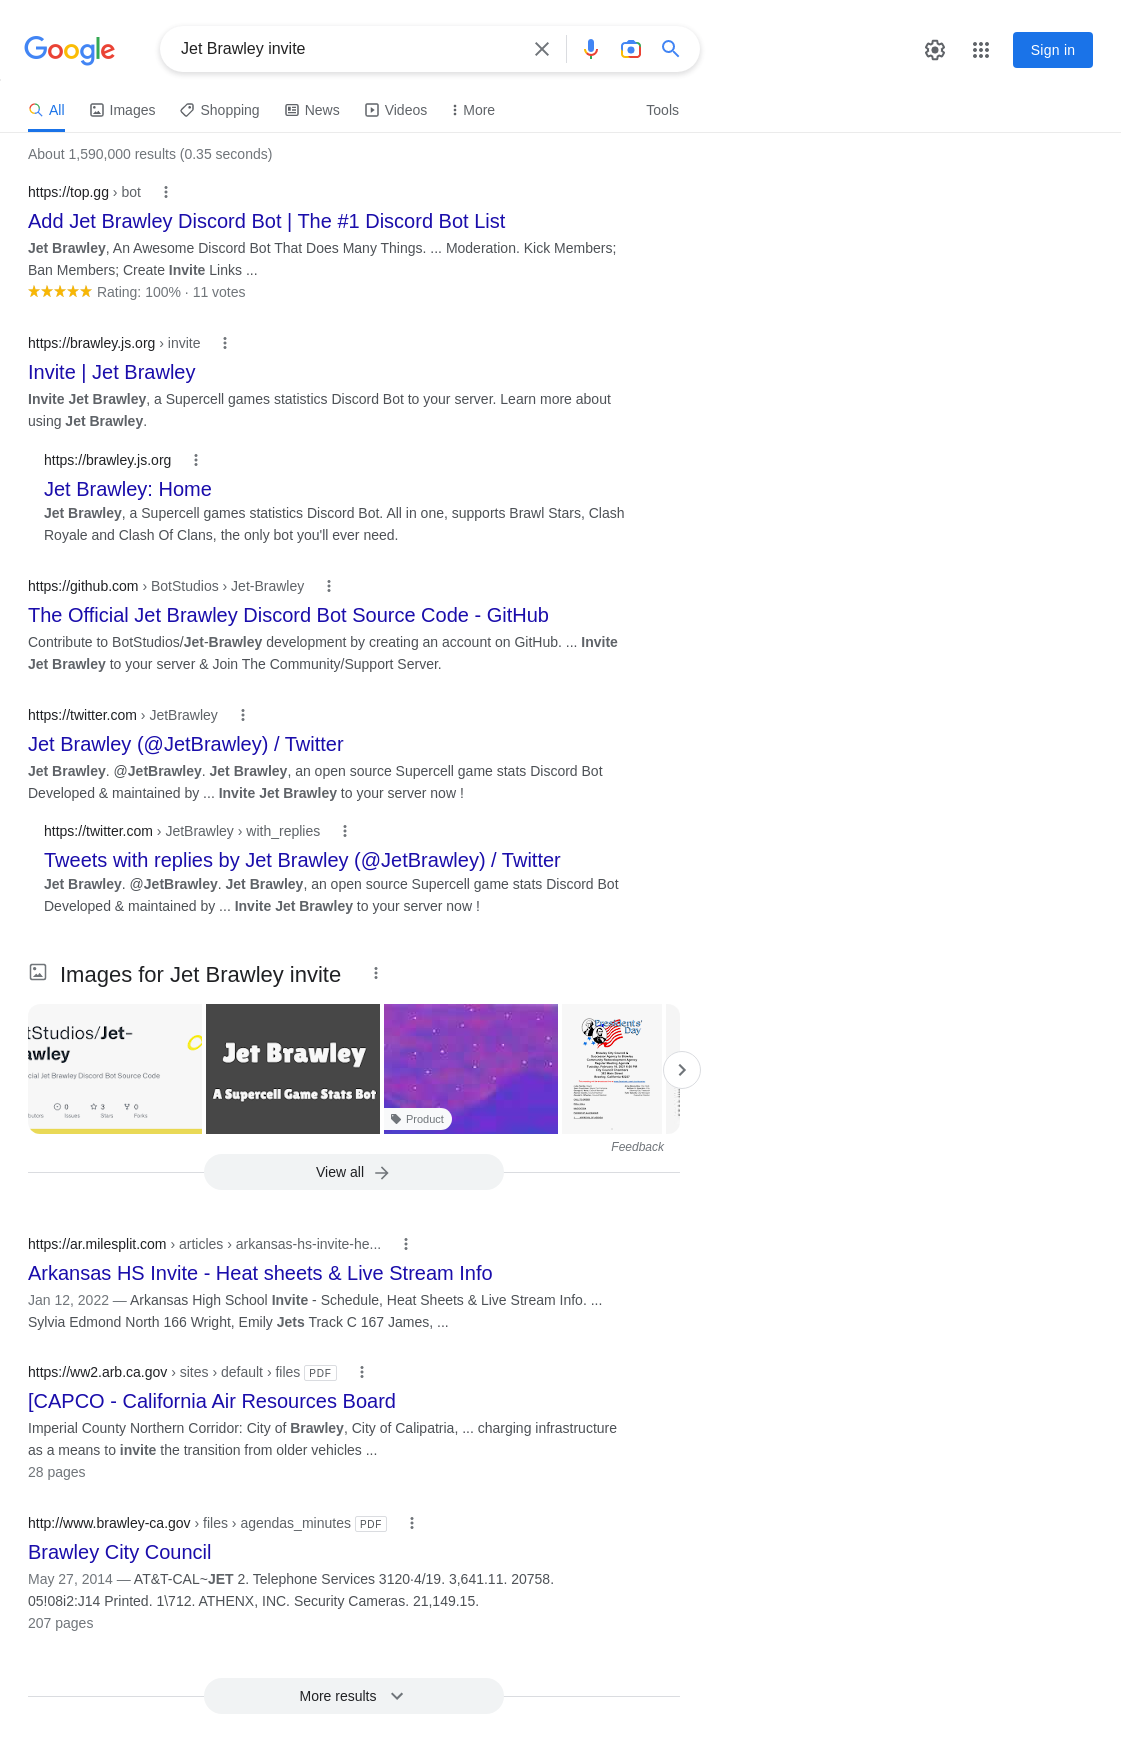 Google
Jet Brawley invite
Sign in
All
Images
Shopping
News
Videos
More
Tools
About 1,590,000 results (0.35 seconds)
https://top.gg › bot
Add Jet Brawley Discord Bot | The #1 Discord Bot List
Jet Brawley, An Awesome Discord Bot That Does Many Things. ... Moderation. Kick Members;
Ban Members; Create Invite Links ...
Rating: 100% · 11 votes
https://brawley.js.org › invite
Invite | Jet Brawley
Invite Jet Brawley, a Supercell games statistics Discord Bot to your server. Learn more about
using Jet Brawley.
https://brawley.js.org
Jet Brawley: Home
Jet Brawley, a Supercell games statistics Discord Bot. All in one, supports Brawl Stars, Clash
Royale and Clash Of Clans, the only bot you'll ever need.
https://github.com › BotStudios › Jet-Brawley
The Official Jet Brawley Discord Bot Source Code - GitHub
Contribute to BotStudios/Jet-Brawley development by creating an account on GitHub. ... Invite
Jet Brawley to your server & Join The Community/Support Server.
https://twitter.com › JetBrawley
Jet Brawley (@JetBrawley) / Twitter
Jet Brawley. @JetBrawley. Jet Brawley, an open source Supercell game stats Discord Bot
Developed & maintained by ... Invite Jet Brawley to your server now !
https://twitter.com › JetBrawley › with_replies
Tweets with replies by Jet Brawley (@JetBrawley) / Twitter
Jet Brawley. @JetBrawley. Jet Brawley, an open source Supercell game stats Discord Bot
Developed & maintained by ... Invite Jet Brawley to your server now !
Images for Jet Brawley invite
tStudios/Jet-
awley
cial Jet Brawley Discord Bot Source Code
0
3
0
Issues
Stars
Forks
Jet Brawley
A Supercell Game Stats Bot
Product
Presidents'
Day
Feedback
View all
https://ar.milesplit.com › articles › arkansas-hs-invite-he...
Arkansas HS Invite - Heat sheets & Live Stream Info
Jan 12, 2022 — Arkansas High School Invite - Schedule, Heat Sheets & Live Stream Info. ...
Sylvia Edmond North 166 Wright, Emily Jets Track C 167 James, ...
https://ww2.arb.ca.gov › sites › default › files PDF
[CAPCO - California Air Resources Board
Imperial County Northern Corridor: City of Brawley, City of Calipatria, ... charging infrastructure
as a means to invite the transition from older vehicles ...
28 pages
http://www.brawley-ca.gov › files › agendas_minutes PDF
Brawley City Council
May 27, 2014 — AT&T-CAL~JET 2. Telephone Services 3120·4/19. 3,641.11. 20758.
05!08i2:J14 Printed. 1\712. ATHENX, INC. Security Cameras. 21,149.15.
207 pages
More results